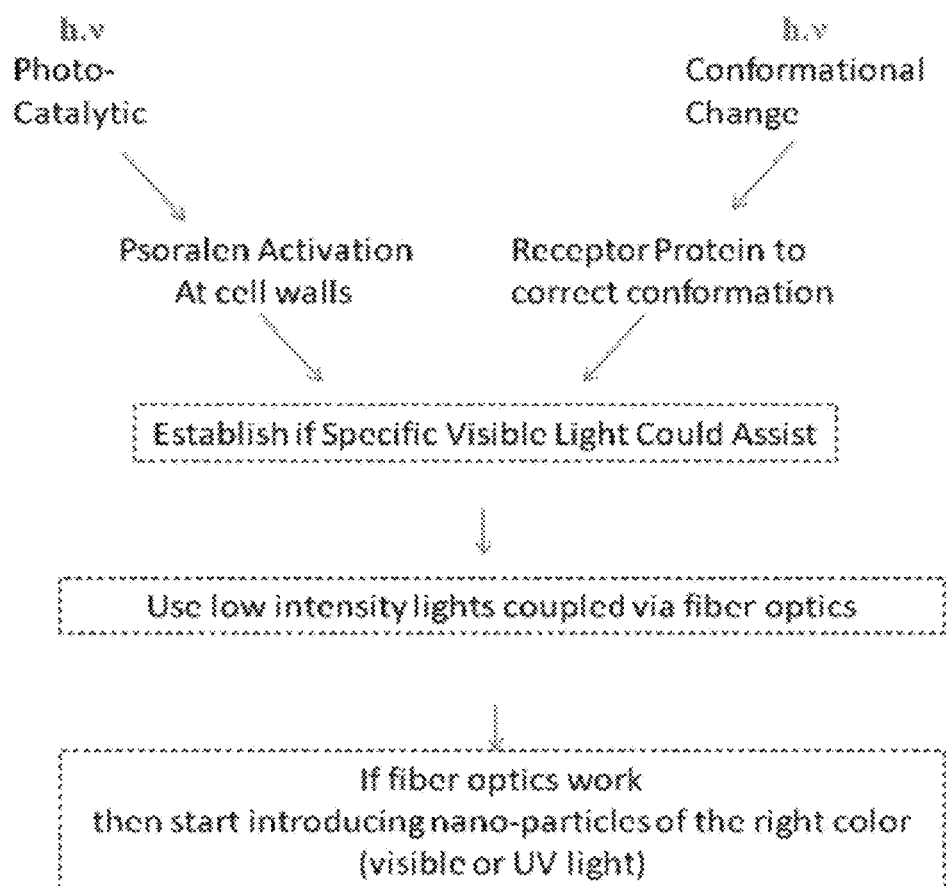 h.v
Photo-
Catalytic
h.v
Conformational
Change
Psoralen Activation
At cell walls
Receptor Protein to
correct conformation
Establish if Specific Visible Light Could Assist
Use low intensity lights coupled via fiber optics
If fiber optics work
then start introducing nano-particles of the right color
(visible or UV light)